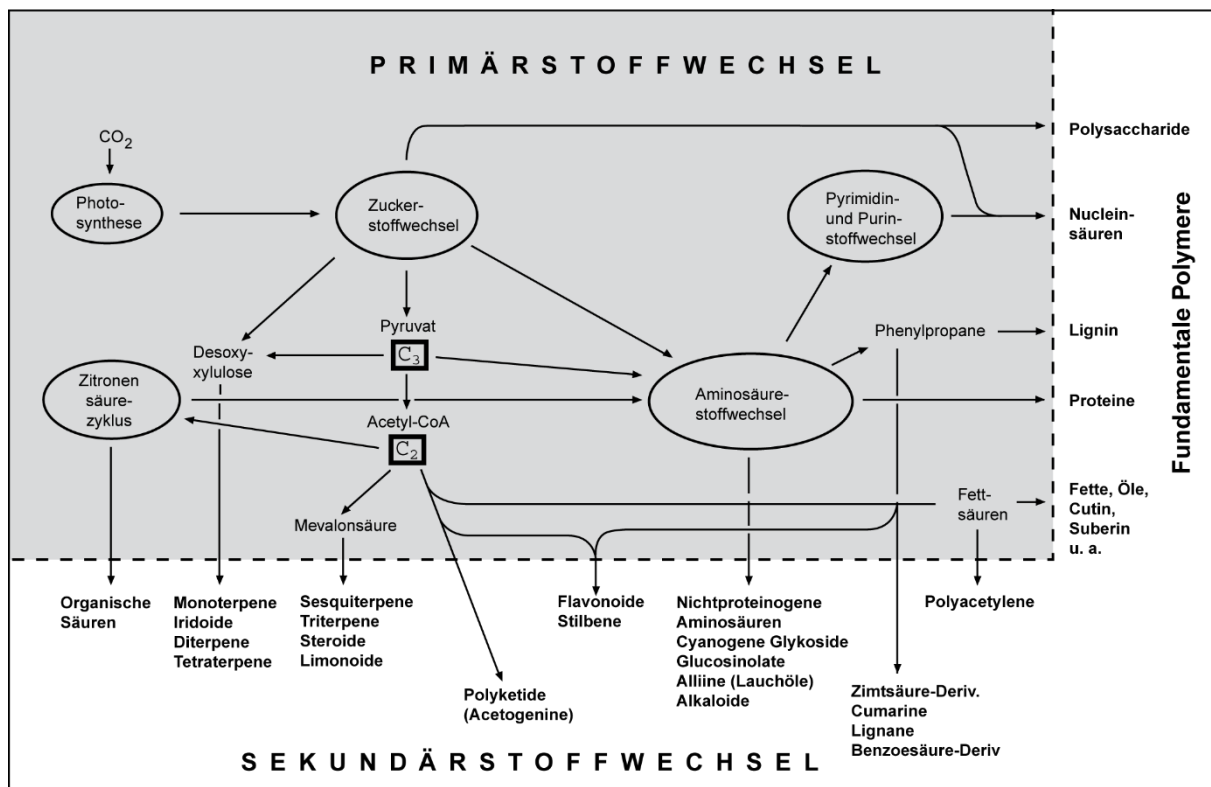 PRIMÄRSTOFFWECHSEL
CO2
Photo-
synthese
Zucker-
stoffwechsel
Pyrimidin-
und Purin-
stoffwechsel
Polysaccharide
Nuclein-
säuren
Pyruvat
C3
Desoxy-
xylulose
Phenylpropane
Lignin
Zitronen
säure-
zyklus
Acetyl-CoA
C2
Aminosäure-
stoffwechsel
Proteine
Mevalonsäure
Fett-
säuren
Fette, Öle,
Cutin,
Suberin
u. a.
Fundamentale Polymere
Organische
Säuren
Monoterpene
Iridoide
Diterpene
Tetraterpene
Sesquiterpene
Triterpene
Steroide
Limonoide
Polyketide
(Acetogenine)
Flavonoide
Stilbene
Nichtproteinogene
Aminosäuren
Cyanogene Glykoside
Glucosinolate
Alliine (Lauchöle)
Alkaloide
Zimtsäure-Deriv.
Cumarine
Lignane
Benzoesäure-Deriv
Polyacetylene
SEKUNDÄRSTOFFWECHSEL